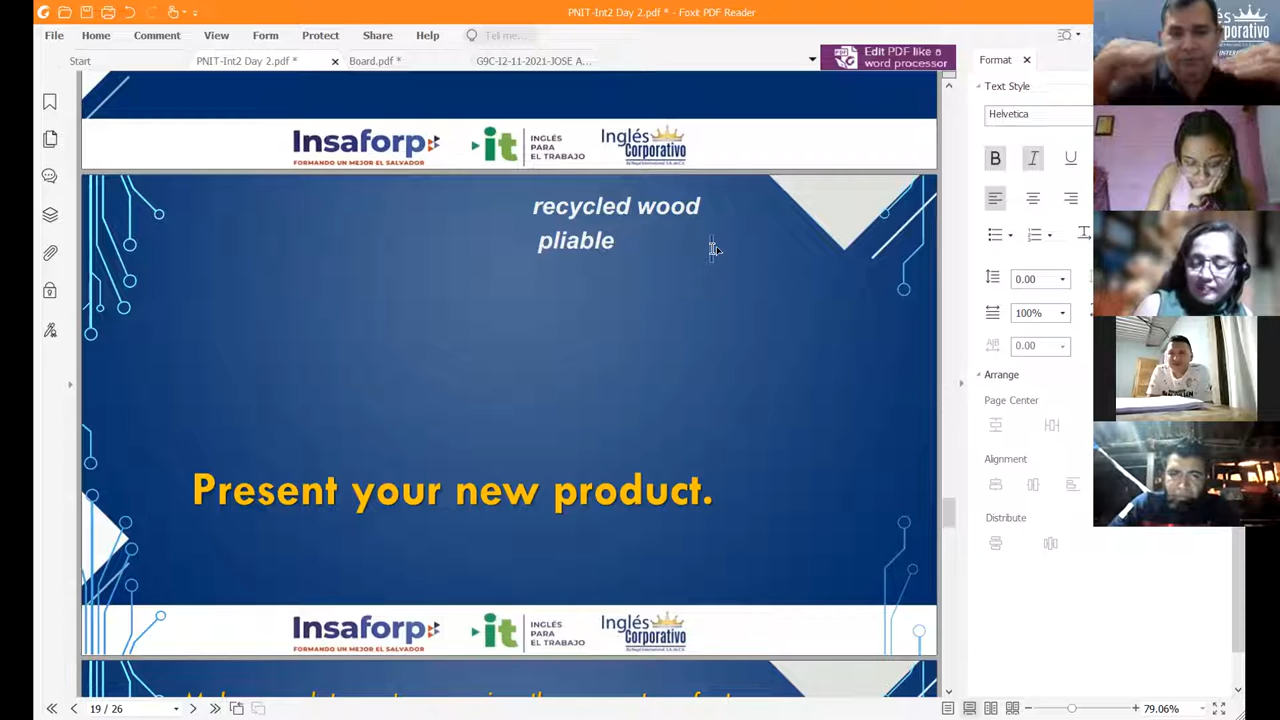 PNIT-Int2 Day 2.pdf * - Foxit PDF Reader
File Home Comment View Form Protect Share Help Tell me...
Start PNIT-Int2 Day 2.pdf * Board.pdf * G9C-I2-11-2021-JOSE A...
Edit PDF like a
word processor
Format
Text Style
Helvetica
B I U
0.00
100%
0.00
Arrange
Page Center
Alignment
Distribute
Insaforp
FORMANDO UN MEJOR EL SALVADOR
it
INGLÉS
PARA
EL TRABAJO
Inglés
Corporativo
recycled wood
pliable
Present your new product.
Insaforp
FORMANDO UN MEJOR EL SALVADOR
it
INGLÉS
PARA
EL TRABAJO
Inglés
Corporativo
19 / 26
79.06%